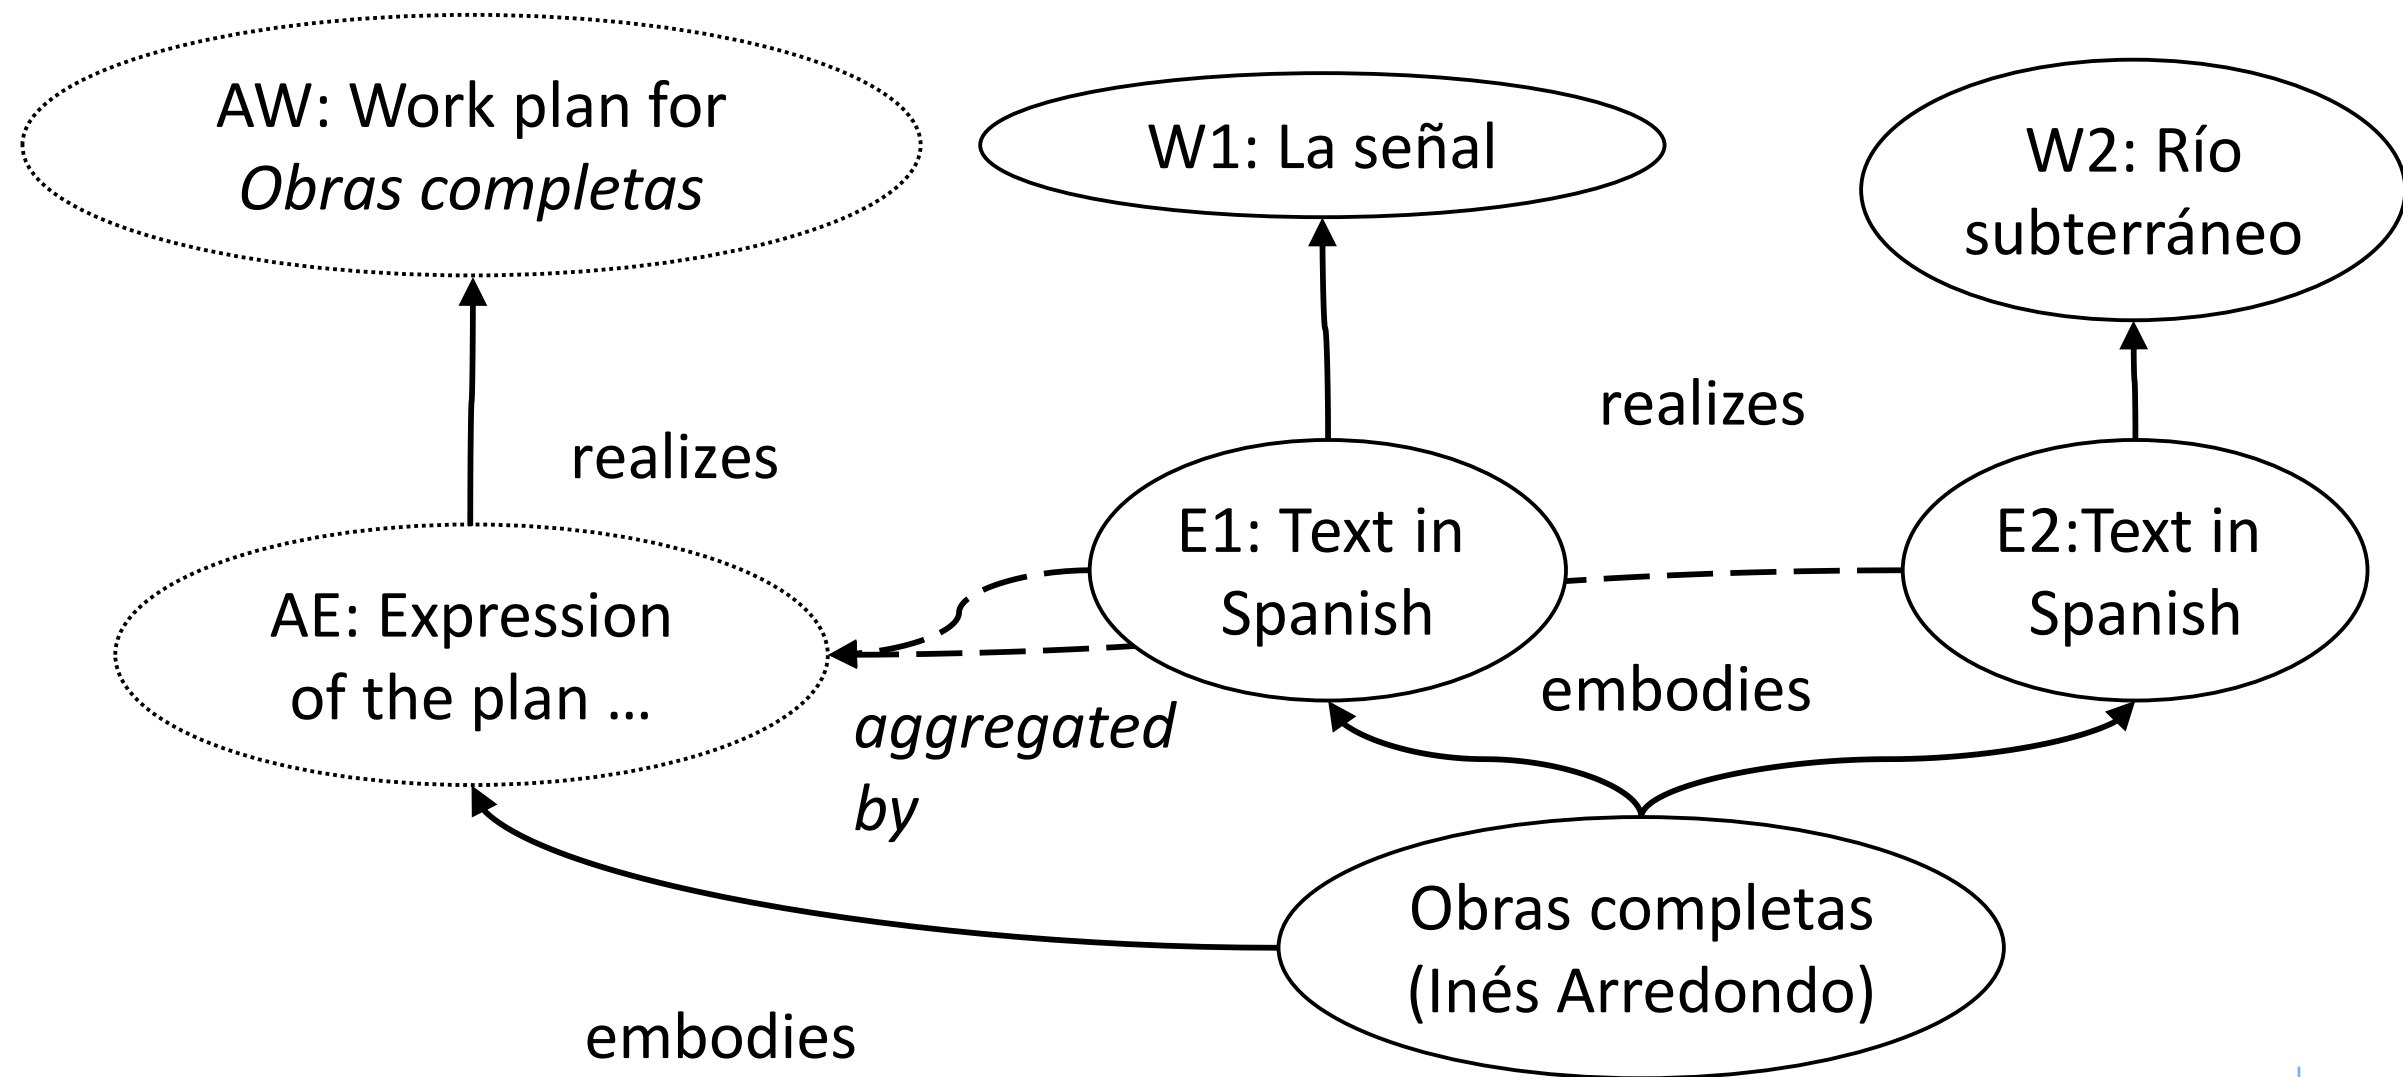 AW: Work plan for
Obras completas
W1: La señal
W2: Río
subterráneo
realizes
realizes
E1: Text in
Spanish
E2:Text in
Spanish
AE: Expression
of the plan ...
aggregated
by
embodies
Obras completas
(Inés Arredondo)
embodies